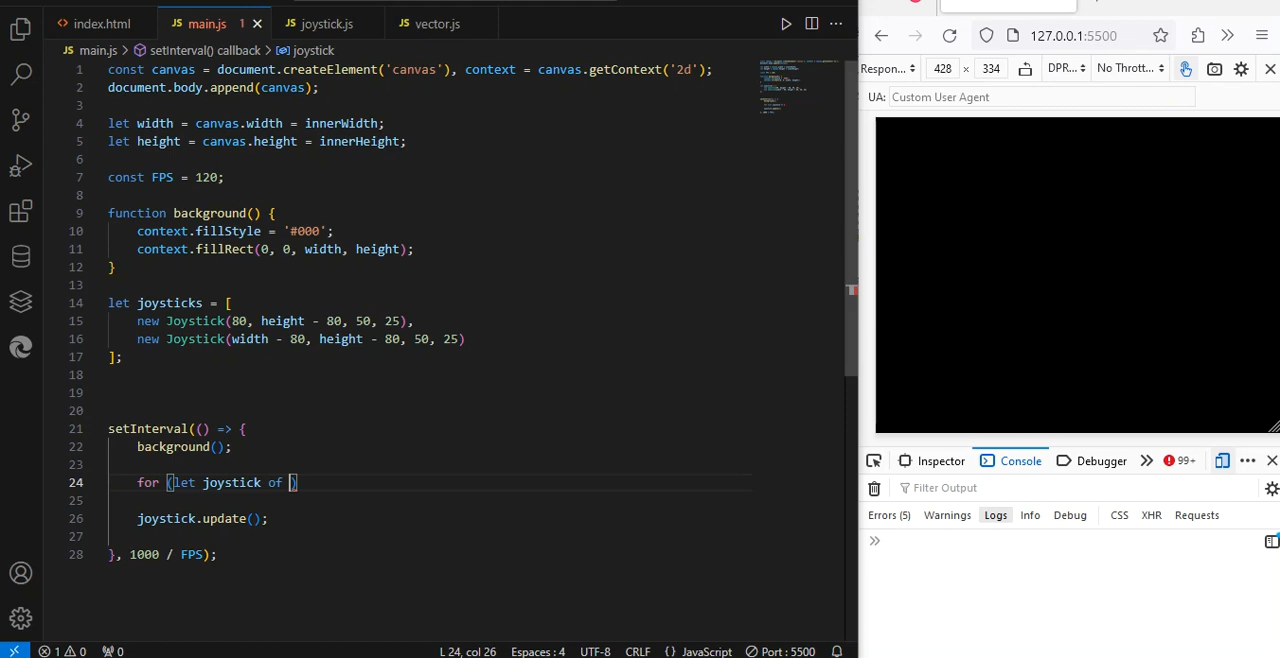 index.html
main.js 1
joystick.js
vector.js
main.js > setInterval() callback > joystick
1 const canvas = document.createElement('canvas'), context = canvas.getContext('2d');
2 document.body.append(canvas);
3
4 let width = canvas.width = innerWidth;
5 let height = canvas.height = innerHeight;
6
7 const FPS = 120;
8
9 function background() {
10 context.fillStyle = '#000';
11 context.fillRect(0, 0, width, height);
12 }
13
14 let joysticks = [
15 new Joystick(80, height - 80, 50, 25),
16 new Joystick(width - 80, height - 80, 50, 25)
17 ];
18
19
20
21 setInterval(() => {
22 background();
23
24 for (let joystick of )
25
26 joystick.update();
27
28 }, 1000 / FPS);
1 0 0 L 24, col 26 Espaces : 4 UTF-8 CRLF {} JavaScript Port : 5500
127.0.0.1:5500
Respon... 428 × 334 DPR... No Thrott...
UA: Custom User Agent
Inspector Console Debugger 99+
Filter Output
Errors (5) Warnings Logs Info Debug CSS XHR Requests